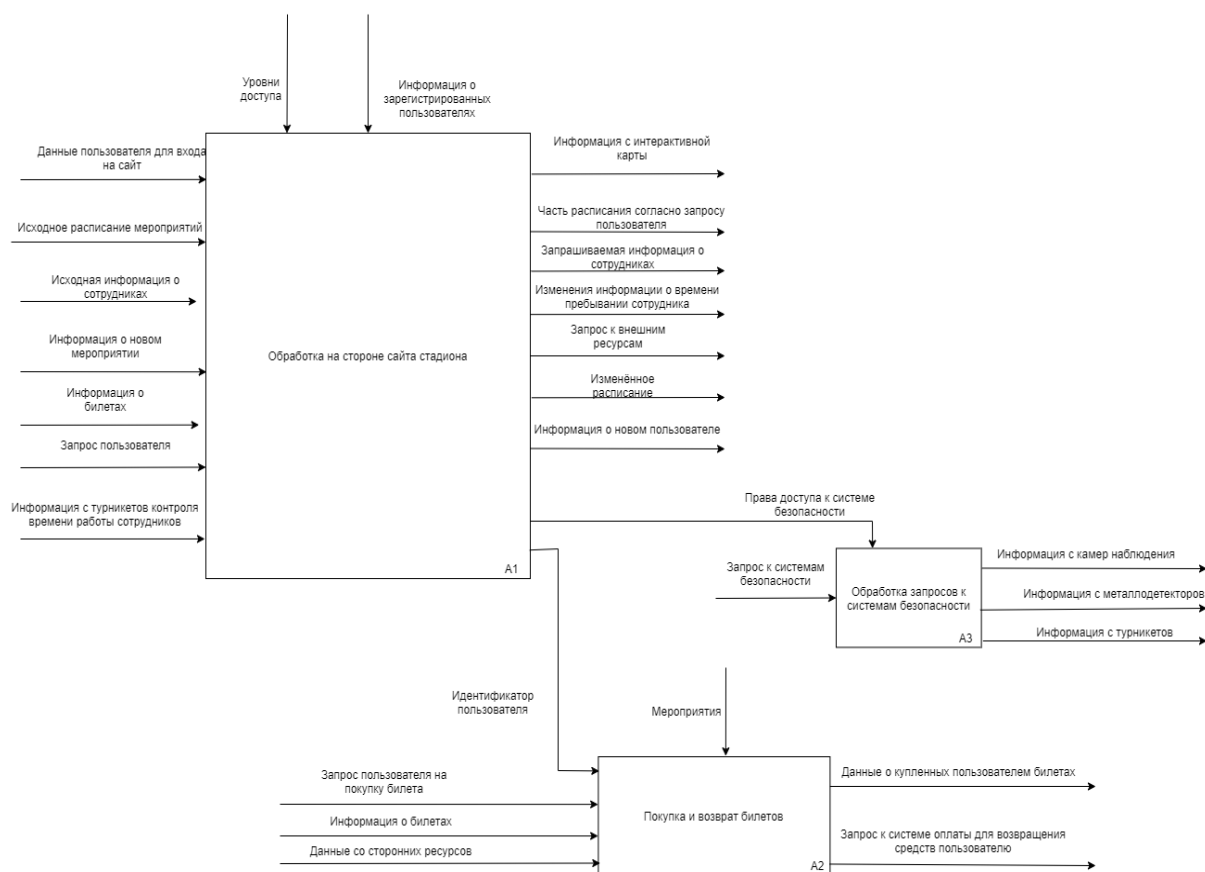 Уровни
доступа
Информация о
зарегистрированных
пользователях
Данные пользователя для входа
на сайт
Исходное расписание мероприятий
Исходная информация о
сотрудниках
Информация о новом
мероприятии
Информация о
билетах
Запрос пользователя
Информация с турникетов контроля
времени работы сотрудников
Обработка на стороне сайта стадиона
A1
Информация с интерактивной
карты
Часть расписания согласно запросу
пользователя
Запрашиваемая информация о
сотрудниках
Изменения информации о времени
пребывании сотрудника
Запрос к внешним
ресурсам
Изменённое
расписание
Информация о новом пользователе
Права доступа к системе
безопасности
Запрос к системам
безопасности
Обработка запросов к
системам безопасности
A3
Информация с камер наблюдения
Информация с металлодетекторов
Информация с турникетов
Идентификатор
пользователя
Мероприятия
Запрос пользователя на
покупку билета
Информация о билетах
Данные со сторонних ресурсов
Покупка и возврат билетов
A2
Данные о купленных пользователем билетах
Запрос к системе оплаты для возвращения
средств пользователю